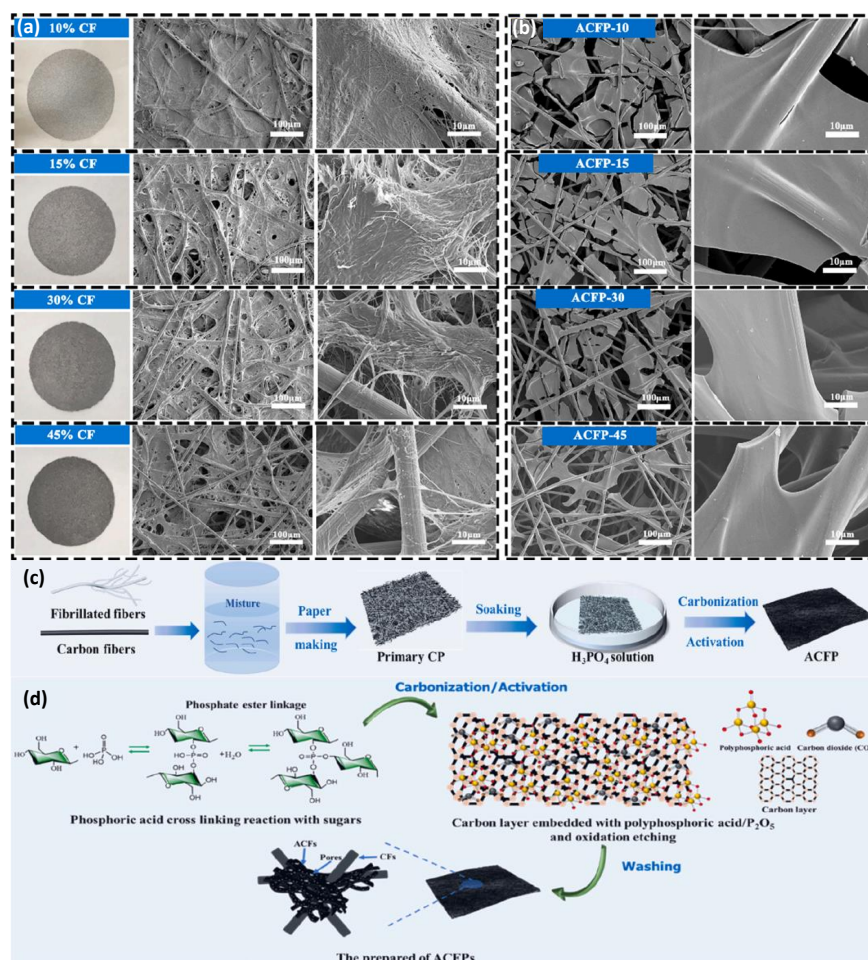 (a)
10% CF
100μm
10μm
15% CF
100μm
10μm
30% CF
100μm
10μm
45% CF
100μm
10μm
(b)
ACFP-10
100μm
10μm
ACFP-15
100μm
10μm
ACFP-30
100μm
10μm
ACFP-45
100μm
10μm
(c)
Fibrillated fibers
Carbon fibers
Misture
Paper
making
Primary CP
Soaking
H₃PO₄ solution
Carbonization
Activation
ACFP
(d)
Phosphate ester linkage
+H₂O
Phosphoric acid cross linking reaction with sugars
Carbonization/Activation
Carbon layer embedded with polyphosphoric acid/P₂O₅
and oxidation etching
Polyphosphoric acid
Carbon dioxide (CO
Carbon layer
Washing
ACFs
Pores
CFs
The prepared of ACFPs